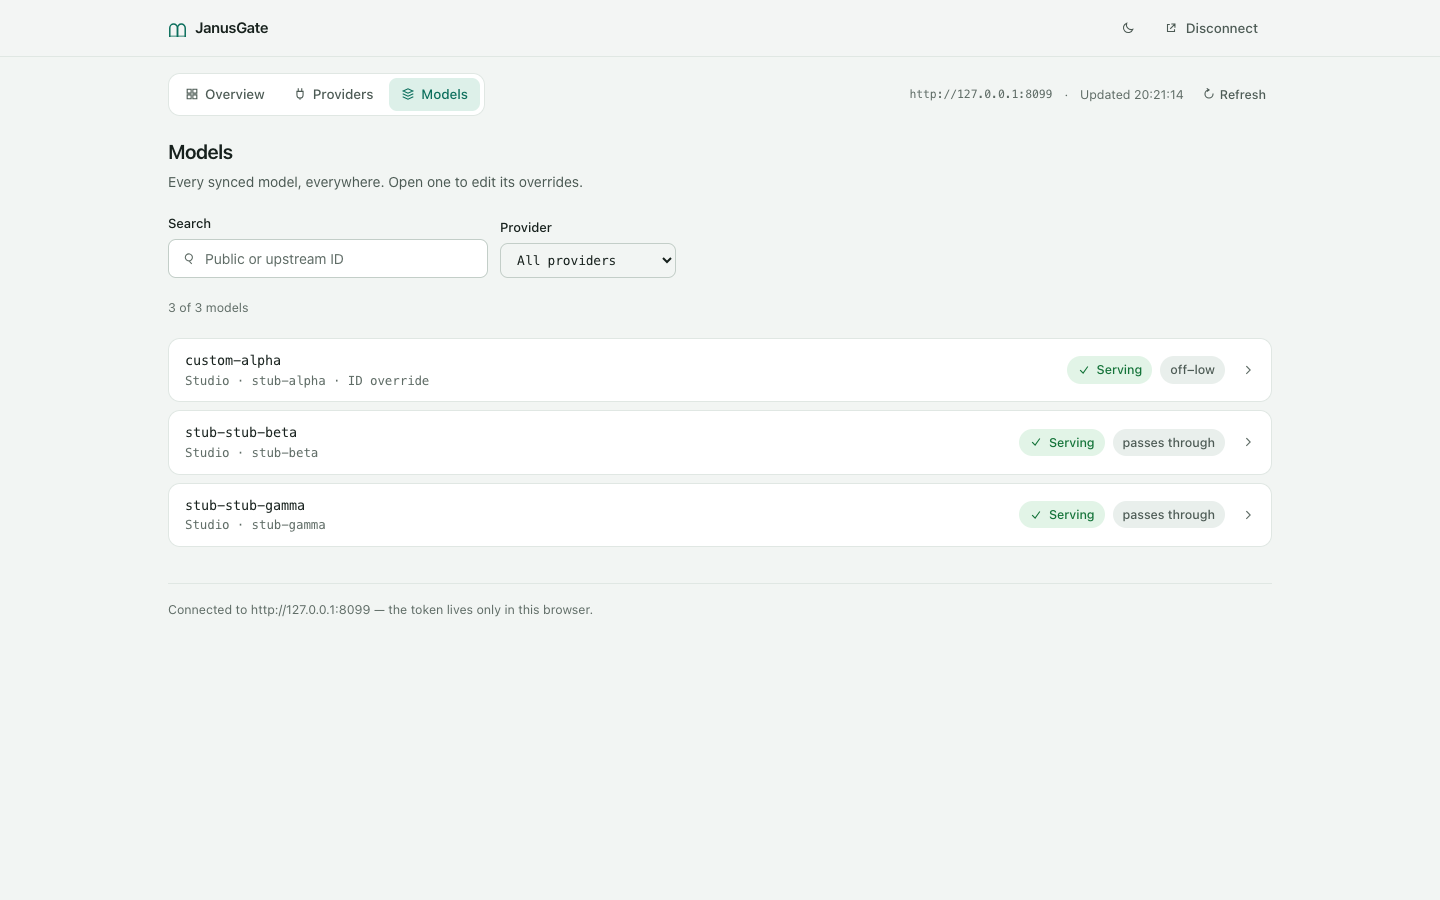 JanusGate
Disconnect
Overview
Providers
Models
http://127.0.0.1:8099 · Updated 20:21:14
Refresh
Models
Every synced model, everywhere. Open one to edit its overrides.
Search
Provider
Public or upstream ID
All providers
3 of 3 models
custom-alpha
Studio · stub-alpha · ID override
Serving
off–low
stub-stub-beta
Studio · stub-beta
Serving
passes through
stub-stub-gamma
Studio · stub-gamma
Serving
passes through
Connected to http://127.0.0.1:8099 — the token lives only in this browser.